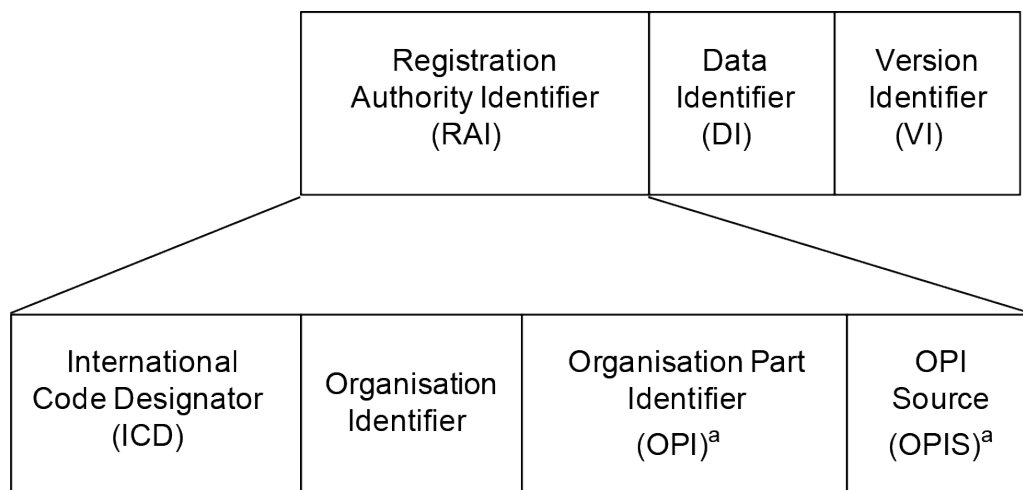 Registration
Authority Identifier
(RAI)
Data
Identifier
(DI)
Version
Identifier
(VI)
International
Code Designator
(ICD)
Organisation
Identifier
Organisation Part
Identifier
(OPI)a
OPI
Source
(OPIS)a